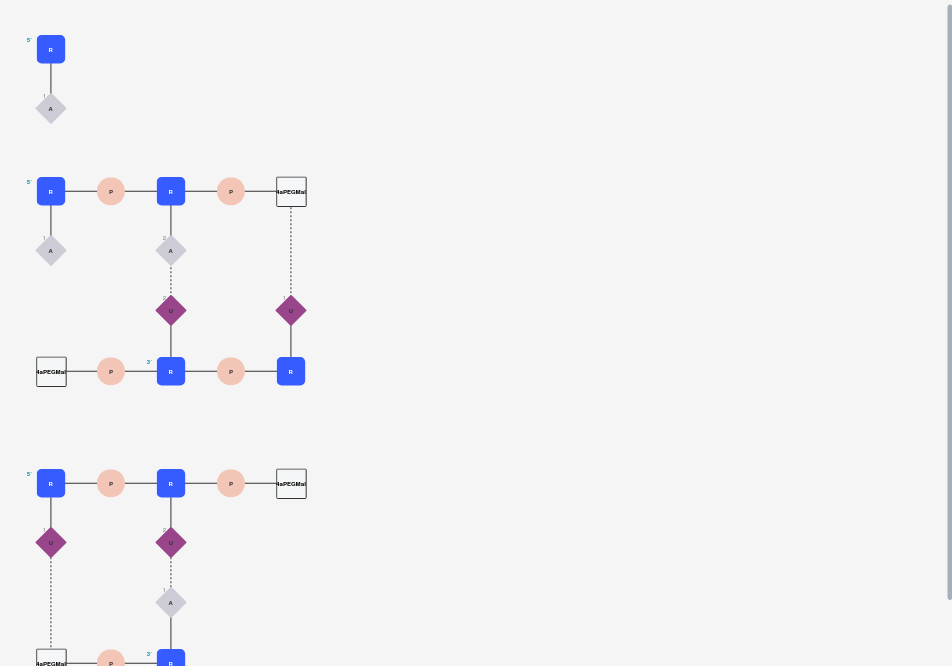 5' R
1 A
5' R P R P 4aPEGMal
1 A 2 A
2 U 1 U
4aPEGMal P 3' R P R
5' R P R P 4aPEGMal
1 U 2 U
1 A
4aPEGMal P 3' R